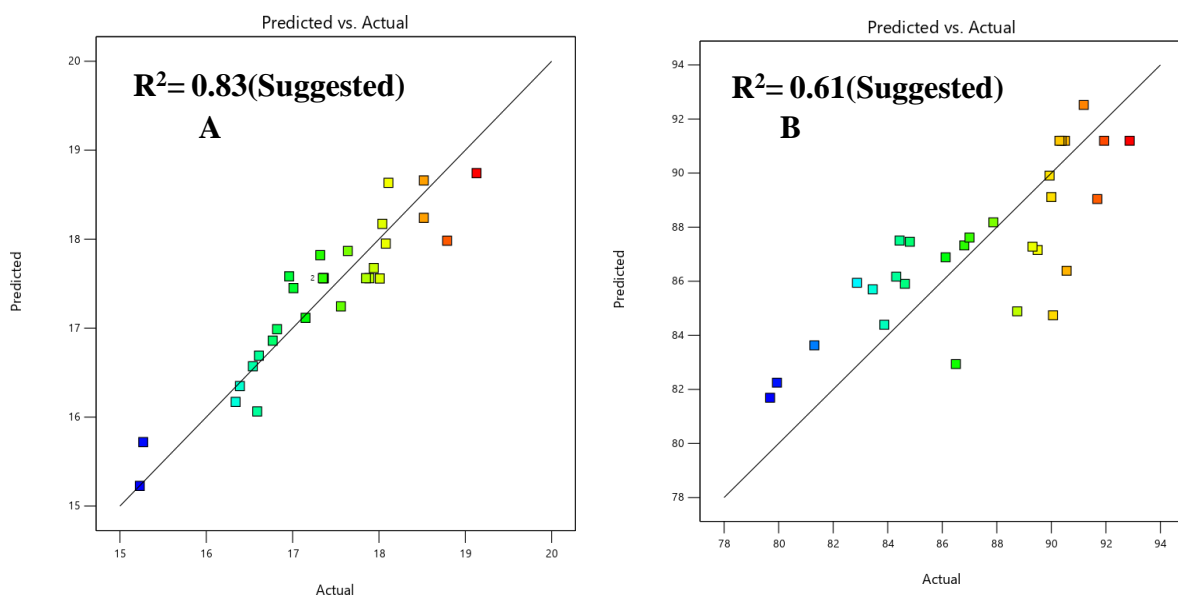 Predicted vs. Actual
R²= 0.83(Suggested)
A
20
19
18
17
16
15
2
Predicted
15 16 17 18 19 20
Actual
Predicted vs. Actual
R²= 0.61(Suggested)
B
94
92
90
88
86
84
82
80
78
Predicted
78 80 82 84 86 88 90 92 94
Actual